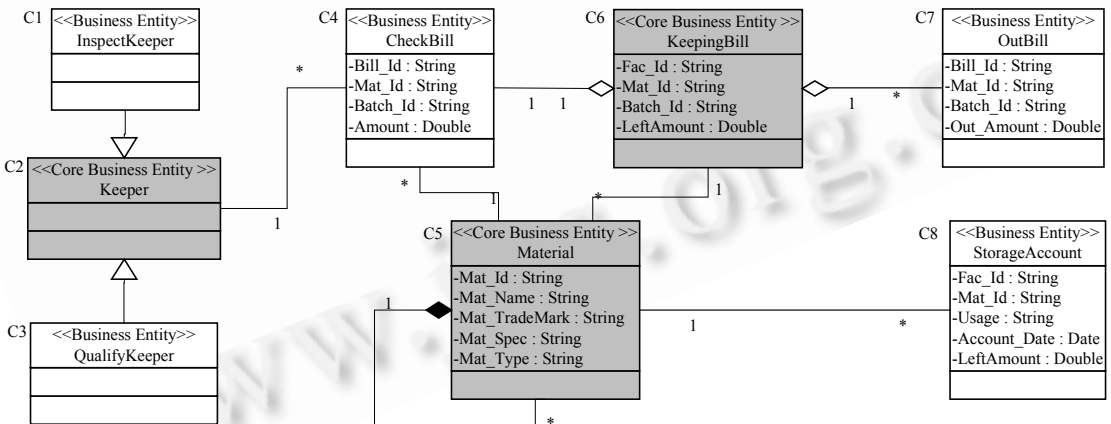 C1
<<Business Entity>>
InspectKeeper
C2
<<Core Business Entity >>
Keeper
C3
<<Business Entity>>
QualifyKeeper
1
*
C4
<<Business Entity>>
CheckBill
-Bill_Id : String
-Mat_Id : String
-Batch_Id : String
-Amount : Double
1
1
C6
<<Core Business Entity >>
KeepingBill
-Fac_Id : String
-Mat_Id : String
-Batch_Id : String
-LeftAmount : Double
1
*
C7
<<Business Entity>>
OutBill
-Bill_Id : String
-Mat_Id : String
-Batch_Id : String
-Out_Amount : Double
*
1
*
1
C5
<<Core Business Entity >>
Material
-Mat_Id : String
-Mat_Name : String
-Mat_TradeMark : String
-Mat_Spec : String
-Mat_Type : String
1
*
1
*
C8
<<Business Entity>>
StorageAccount
-Fac_Id : String
-Mat_Id : String
-Usage : String
-Account_Date : Date
-LeftAmount : Double